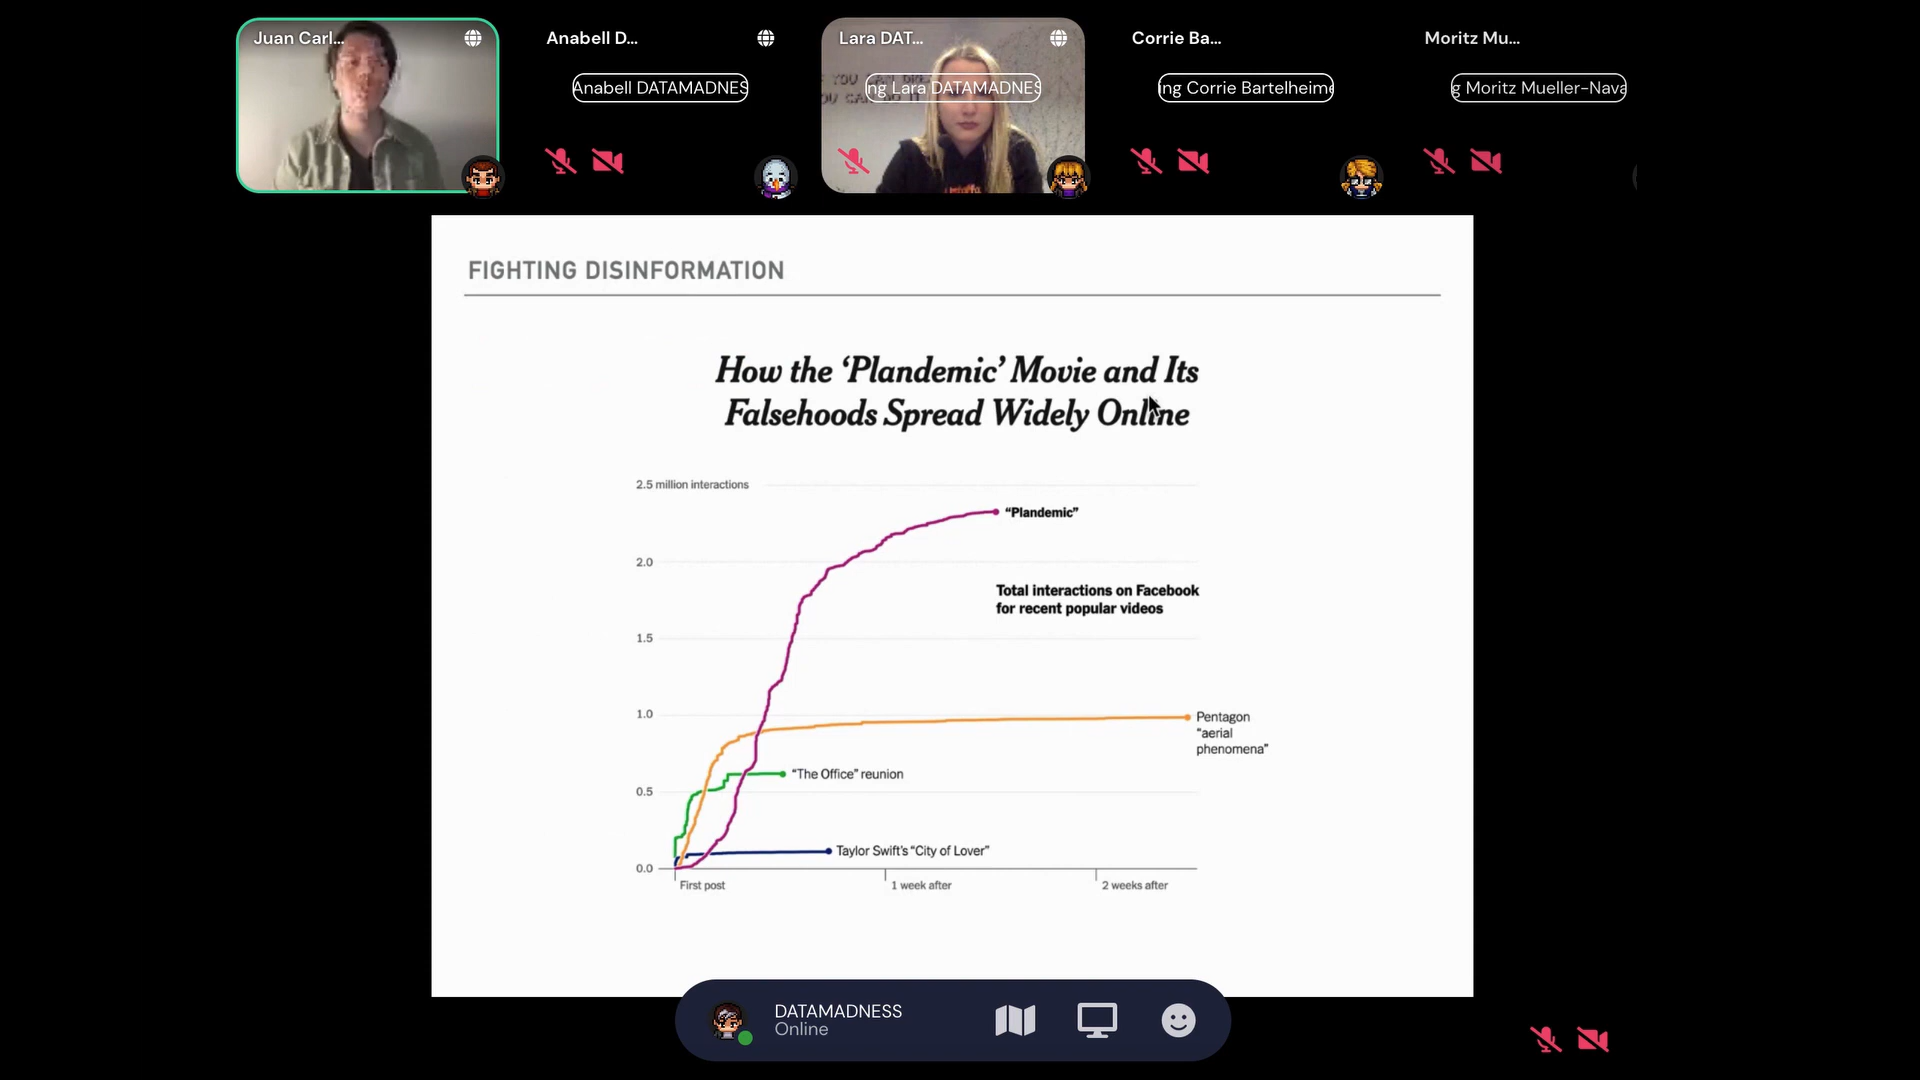 Juan Carl...
Anabell D...
Lara DAT...
Corrie Ba...
Moritz Mu...
Anabell DATAMADNES
ng Lara DATAMADNES
ing Corrie Bartelheime
g Moritz Mueller-Nava
FIGHTING DISINFORMATION
How the ‘Plandemic’ Movie and Its
Falsehoods Spread Widely Online
2.5 million interactions
“Plandemic”
2.0
Total interactions on Facebook
for recent popular videos
1.5
1.0
Pentagon
“aerial
phenomena”
“The Office” reunion
0.5
Taylor Swift’s “City of Lover”
0.0
First post
1 week after
2 weeks after
DATAMADNESS
Online